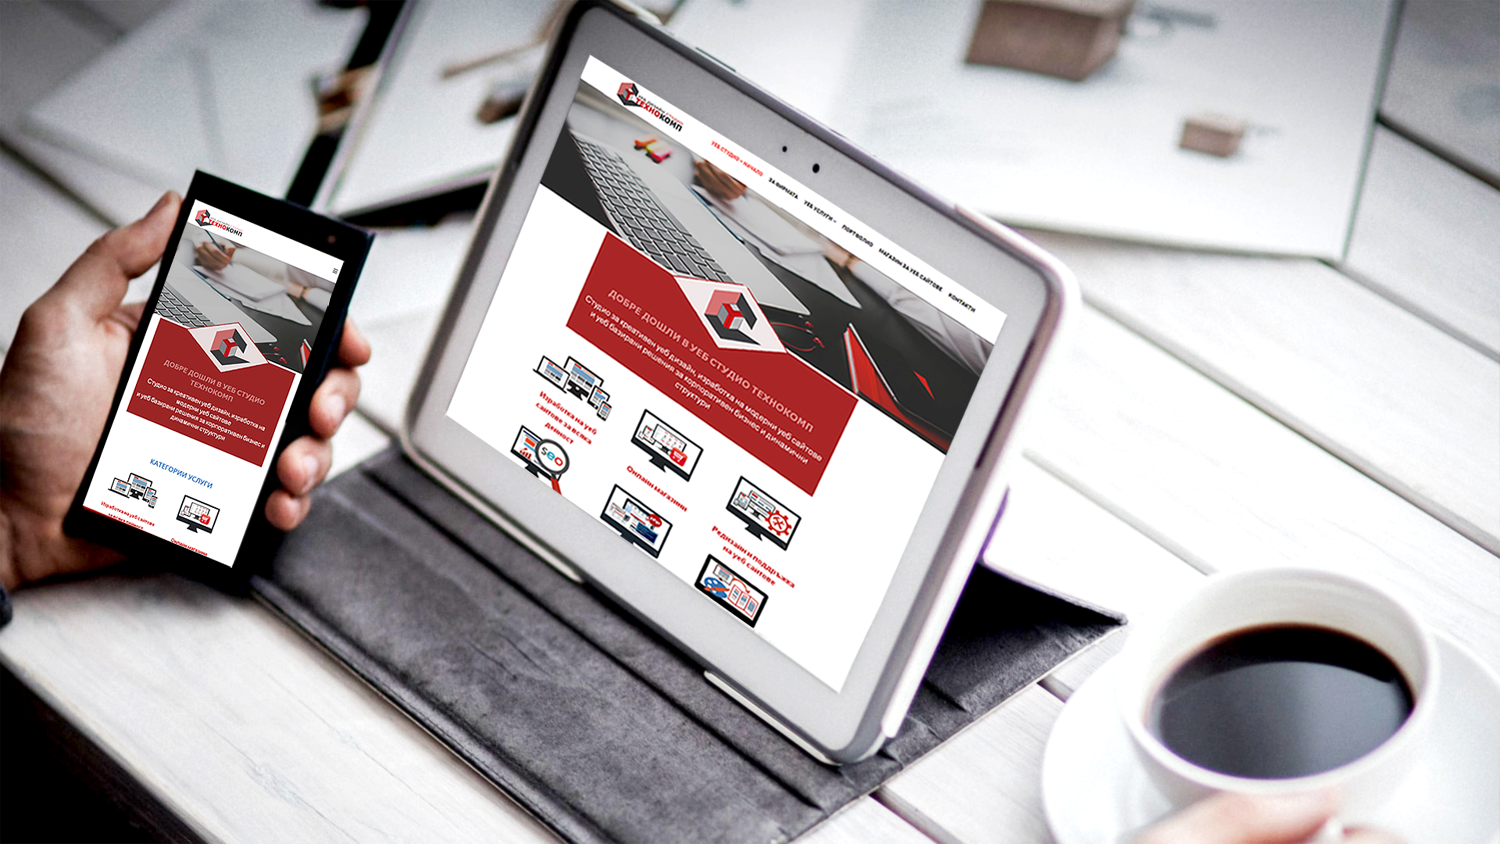 ТЕХНОКОМП
КАТЕГОРИИ УСЛУГИ
ДОБРЕ ДОШЛИ В УЕБ СТУДИО
ТЕХНОКОМП
Студио за креативен уеб дизайн, изработка на
модерни уеб сайтове
и уеб базирани решения за корпоративен бизнес и
динамични структури
Изработка на уеб сайтове
Онлайн магазини
ТЕХНОКОМП
УЕБ СТУДИО - НАЧАЛО
ЗА ФИРМАТА
УЕБ УСЛУГИ
ПОРТФОЛИО
МАГАЗИН ЗА УЕБ САЙТОВЕ
КОНТАКТИ
ДОБРЕ ДОШЛИ В УЕБ СТУДИО ТЕХНОКОМП
Студио за креативен уеб дизайн, изработка на модерни уеб сайтове
и уеб базирани решения за корпоративен бизнес и динамични
структури
Изработка на уеб
сайтове за всяка
дейност
seo
Онлайн магазини
Редизайн и поддръжка
на уеб сайтове